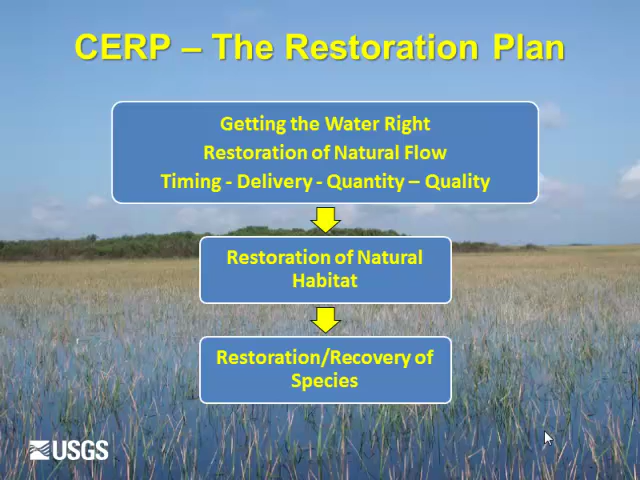 CERP – The Restoration Plan
Getting the Water Right
Restoration of Natural Flow
Timing - Delivery - Quantity – Quality
Restoration of Natural
Habitat
Restoration/Recovery of
Species
USGS